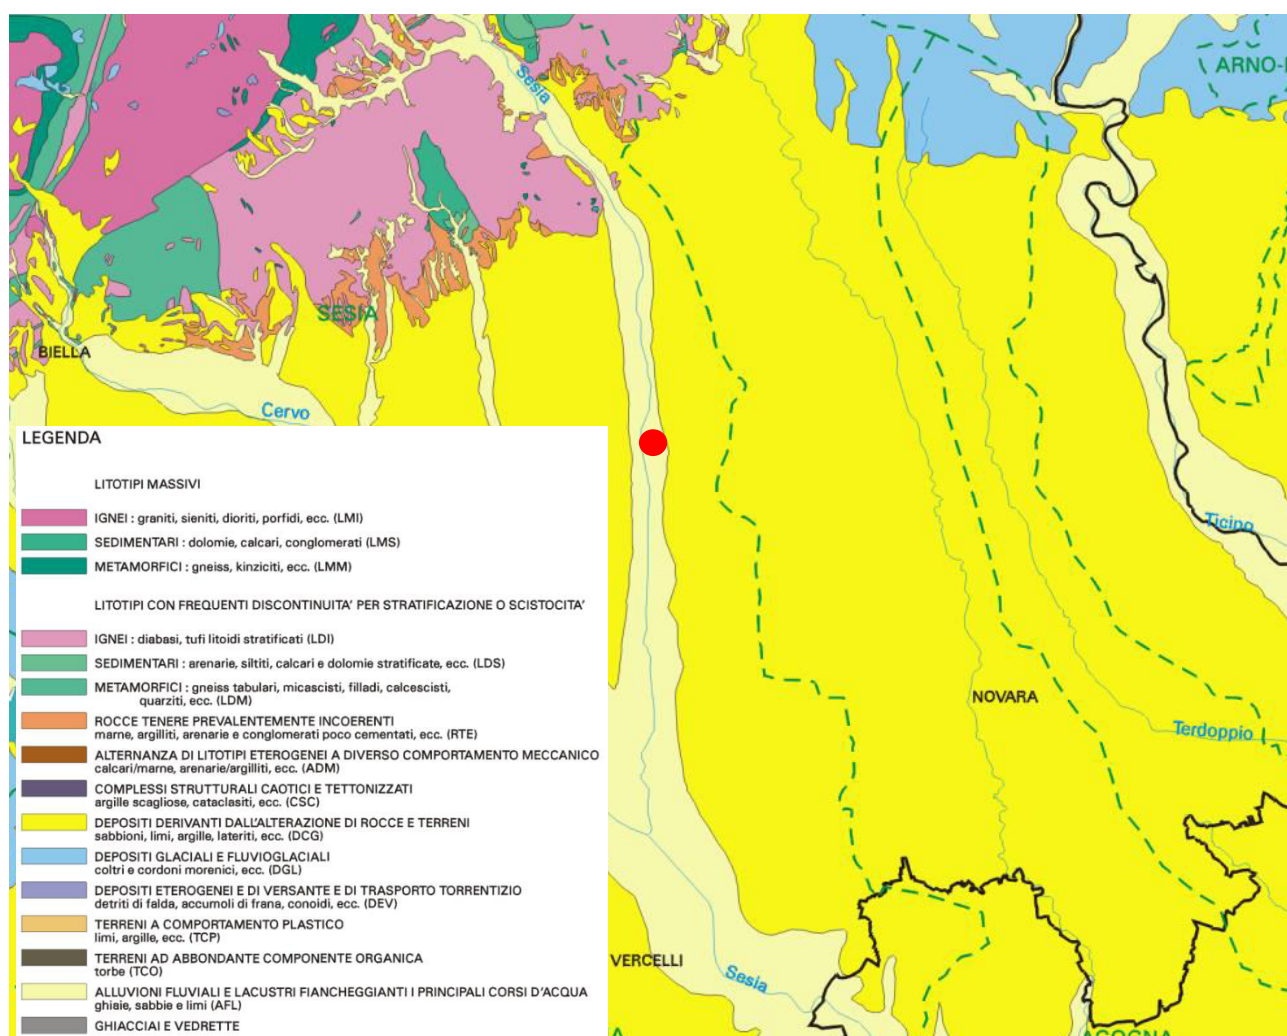 Sesia
ARNO-
SESIA
BIELLA
Cervo
LEGENDA
LITOTIPI MASSIVI
IGNEI : graniti, sieniti, dioriti, porfidi, ecc. (LMI)
SEDIMENTARI : dolomie, calcari, conglomerati (LMS)
METAMORFICI : gneiss, kinziciti, ecc. (LMM)
LITOTIPI CON FREQUENTI DISCONTINUITA' PER STRATIFICAZIONE O SCISTOCITA'
IGNEI : diabasi, tufi litoidi stratificati (LDI)
SEDIMENTARI : arenarie, siltiti, calcari e dolomie stratificate, ecc. (LDS)
METAMORFICI : gneiss tabulari, micascisti, filladi, calcescisti,
quarziti, ecc. (LDM)
ROCCE TENERE PREVALENTEMENTE INCOERENTI
marne, argilliti, arenarie e conglomerati poco cementati, ecc. (RTE)
ALTERNANZA DI LITOTIPI ETEROGENEI A DIVERSO COMPORTAMENTO MECCANICO
calcari/marne, arenarie/argilliti, ecc. (ADM)
COMPLESSI STRUTTURALI CAOTICI E TETTONIZZATI
argille scagliose, cataclasiti, ecc. (CSC)
DEPOSITI DERIVANTI DALL'ALTERAZIONE DI ROCCE E TERRENI
sabbioni, limi, argille, lateriti, ecc. (DCG)
DEPOSITI GLACIALI E FLUVIOGLACIALI
coltri e cordoni morenici, ecc. (DGL)
DEPOSITI ETEROGENEI E DI VERSANTE E DI TRASPORTO TORRENTIZIO
detriti di falda, accumoli di frana, conoidi, ecc. (DEV)
TERRENI A COMPORTAMENTO PLASTICO
limi, argille, ecc. (TCP)
TERRENI AD ABBONDANTE COMPONENTE ORGANICA
torbe (TCO)
ALLUVIONI FLUVIALI E LACUSTRI FIANCHEGGIANTI I PRINCIPALI CORSI D'ACQUA
ghiaie, sabbie e limi (AFL)
GHIACCIAI E VEDRETTE
Ticino
NOVARA
Terdoppio
VERCELLI
Sesia
A
AGOGNA